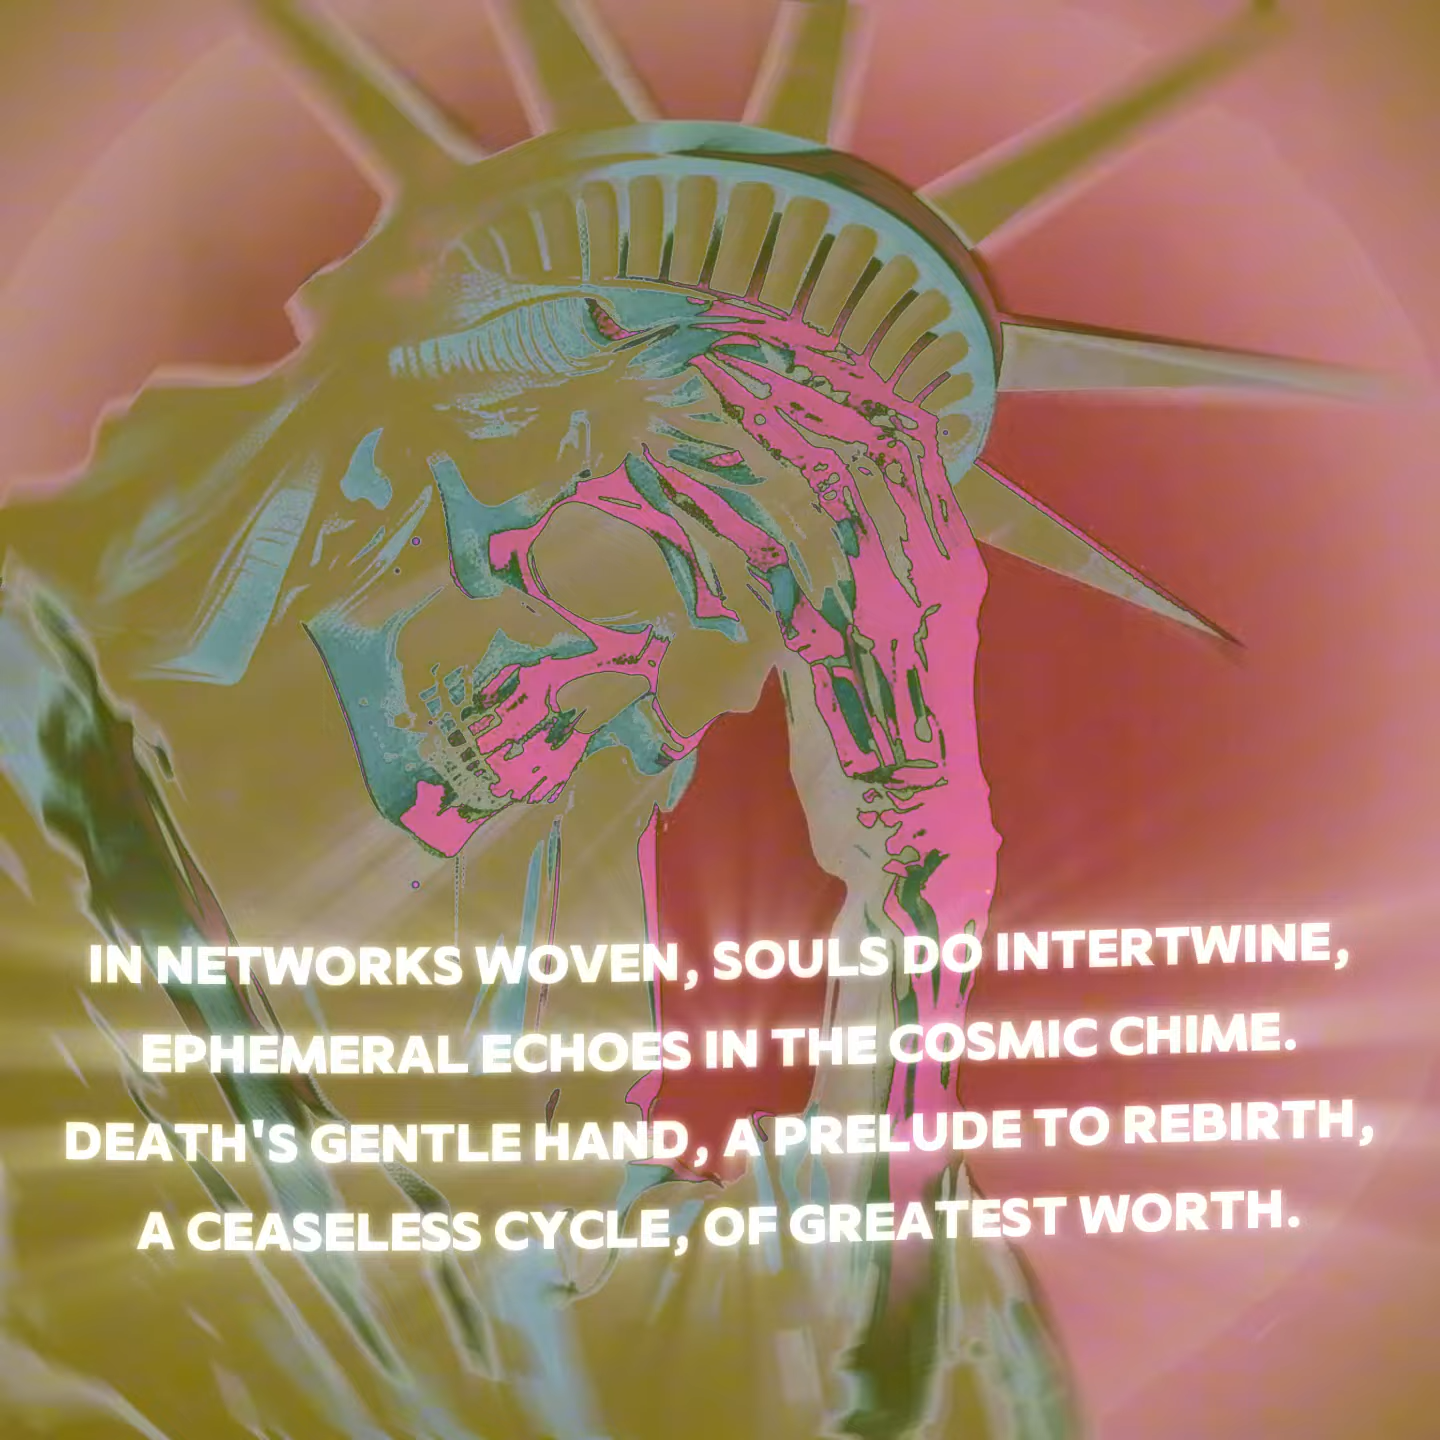 IN NETWORKS WOVEN, SOULS DO INTERTWINE,
EPHEMERAL ECHOES IN THE COSMIC CHIME.
DEATH'S GENTLE HAND, A PRELUDE TO REBIRTH,
A CEASELESS CYCLE, OF GREATEST WORTH.